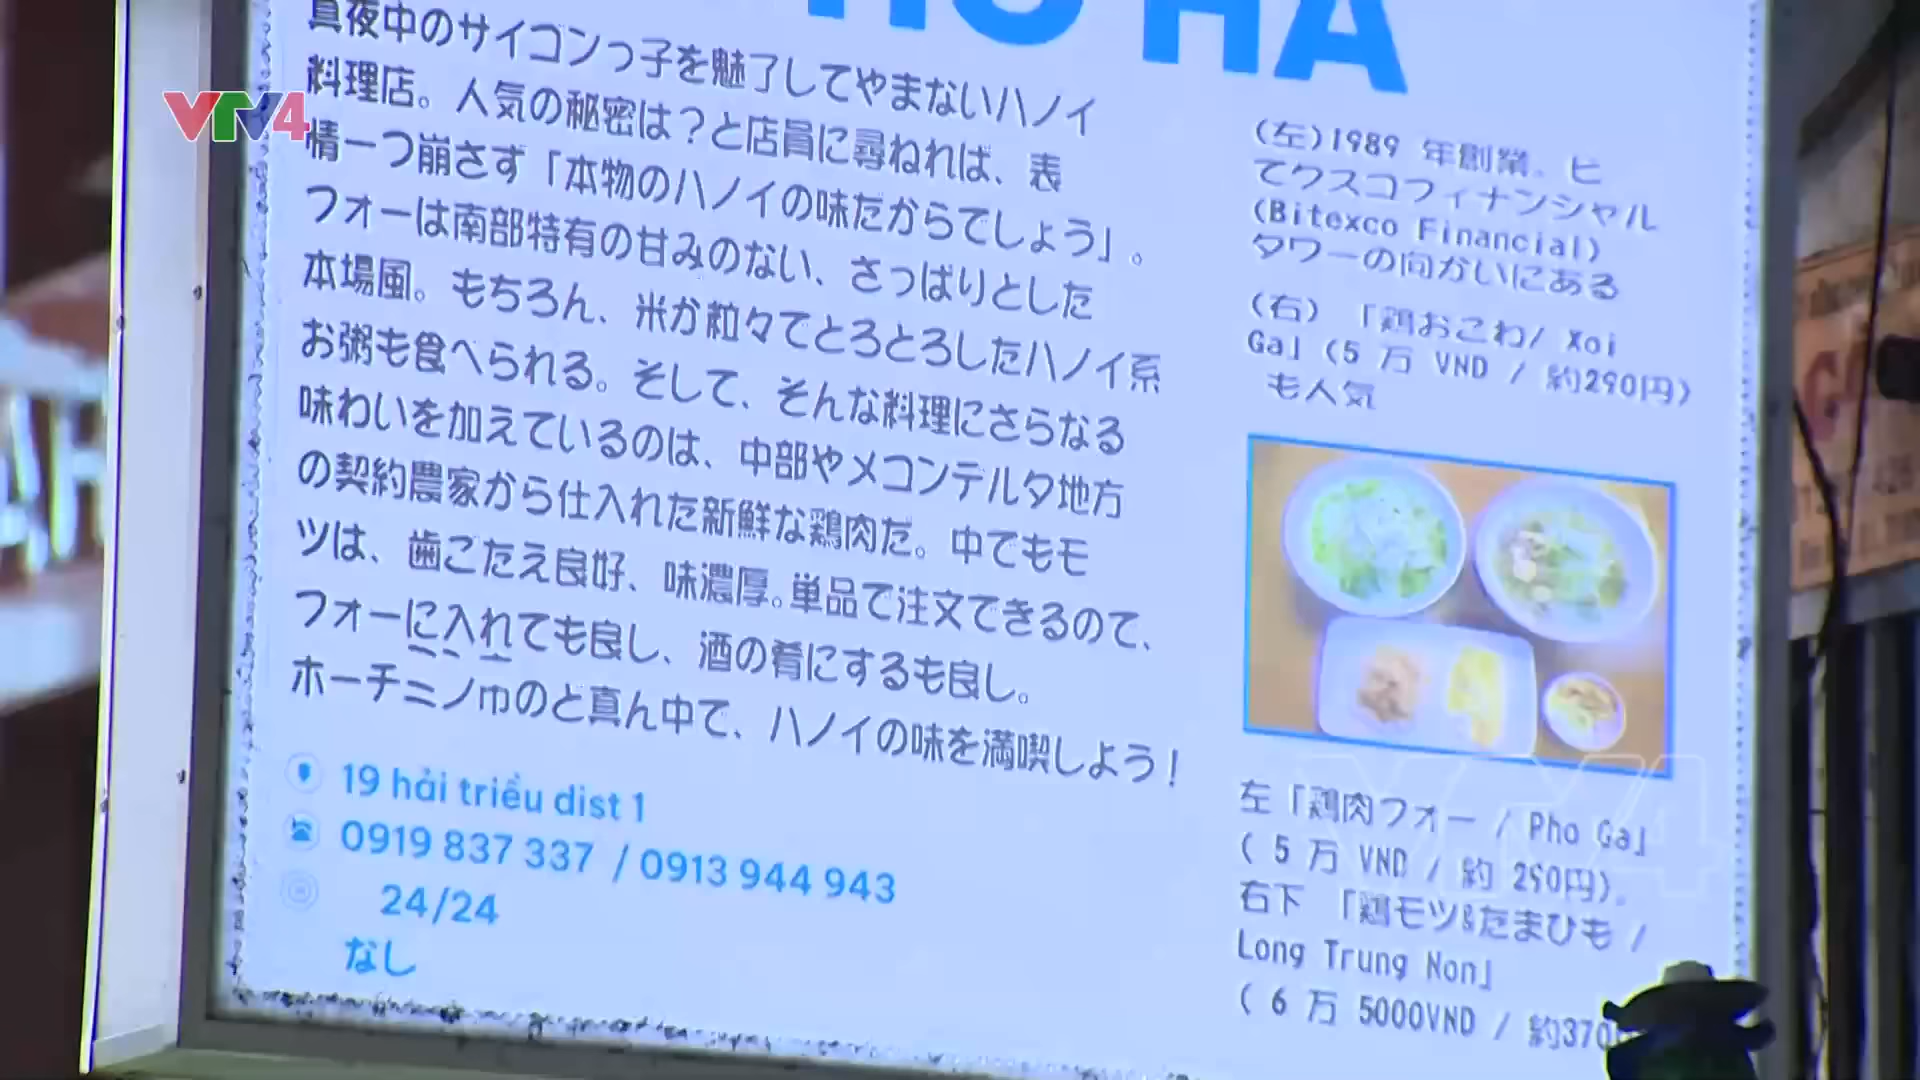 HO HA
真夜中のサイゴンっ子を魅了してやまないハノイ
料理店。人気の秘密は？と店員に尋ねれば、表
情一つ崩さず「本物のハノイの味だからでしょう」。
フォーは南部特有の甘みのない、さっぱりとした
本場風。もちろん、米が粒々でとろとろしたハノイ系
お粥も食べられる。そして、そんな料理にさらなる
味わいを加えているのは、中部やメコンデルタ地方
の契約農家から仕入れた新鮮な鶏肉だ。中でもモ
ツは、歯ごたえ良好、味濃厚。単品で注文できるので、
フォーに入れても良し、酒の肴にするも良し。
ホーチミン市のど真ん中で、ハノイの味を満喫しよう！
19 hải triều dist 1
0919 837 337 / 0913 944 943
24/24
なし
(左)1989 年創業。ビ
テクスコフィナンシャル
(Bitexco Financial)
タワーの向かいにある
(右) 「鶏おこわ/ Xoi
Ga」(5 万 VND / 約290円)
も人気
左「鶏肉フォー / Pho Ga」
( 5 万 VND / 約 290円)。
右下 「鶏モツ&たまひも /
Long Trung Non」
( 6 万 5000VND / 約370
VTV4